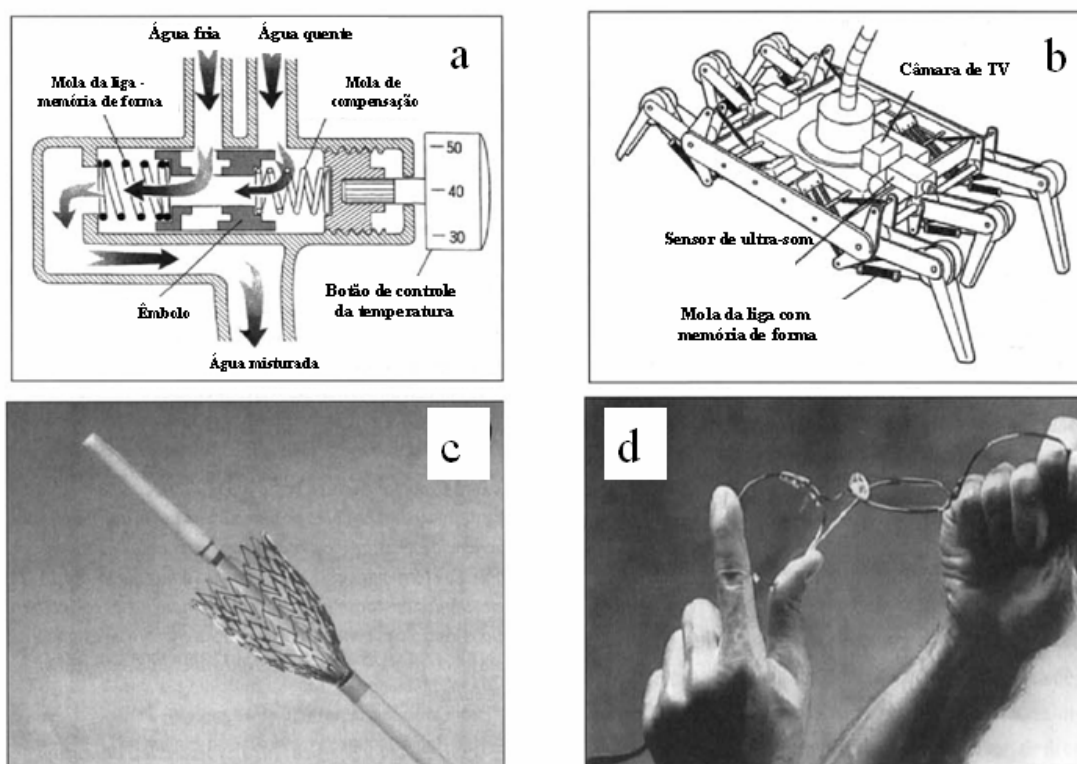 Água fria
Água quente
a
Mola da liga -
memória de forma
Mola de
compensação
50
40
30
Êmbolo
Botão de controle
da temperatura
Água misturada
b
Câmara de TV
Sensor de ultra-som
Mola da liga com
memória de forma
c
d